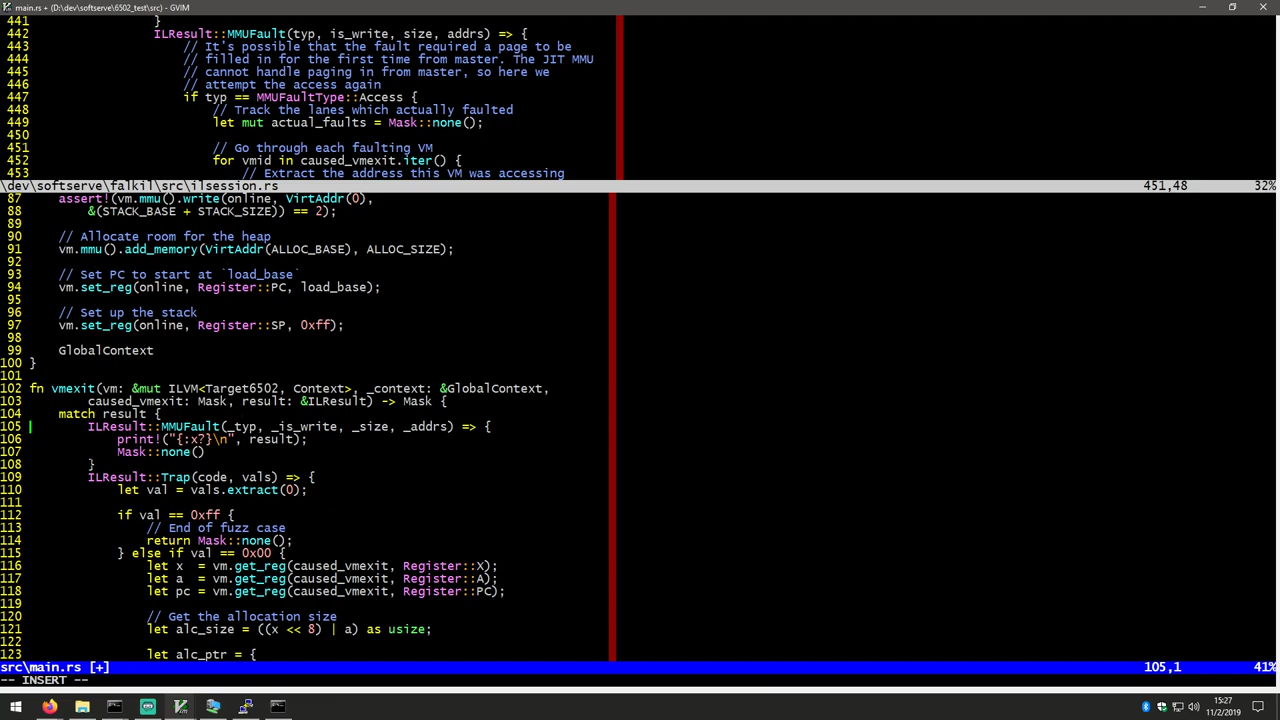 main.rs + (D:\dev\softserve\6502_test\src) - GVIM
441                 }
442                 ILResult::MMUFault(typ, is_write, size, addrs) => {
443                     // It's possible that the fault required a page to be
444                     // filled in for the first time from master. The JIT MMU
445                     // cannot handle paging in from master, so here we
446                     // attempt the access again
447                     if typ == MMUFaultType::Access {
448                         // Track the lanes which actually faulted
449                         let mut actual_faults = Mask::none();
450
451                         // Go through each faulting VM
452                         for vmid in caused_vmexit.iter() {
453                             // Extract the address this VM was accessing
\dev\softserve\falkil\src\ilsession.rs 451,48 32%
87     assert!(vm.mmu().write(online, VirtAddr(0),
88         &(STACK_BASE + STACK_SIZE)) == 2);
89
90     // Allocate room for the heap
91     vm.mmu().add_memory(VirtAddr(ALLOC_BASE), ALLOC_SIZE);
92
93     // Set PC to start at `load_base`
94     vm.set_reg(online, Register::PC, load_base);
95
96     // Set up the stack
97     vm.set_reg(online, Register::SP, 0xff);
98
99     GlobalContext
100 }
101
102 fn vmexit(vm: &mut ILVM<Target6502, Context>, _context: &GlobalContext,
103         caused_vmexit: Mask, result: &ILResult) -> Mask {
104     match result {
105         ILResult::MMUFault(_typ, _is_write, _size, _addrs) => {
106             print!("{:x?}\n", result);
107             Mask::none()
108         }
109         ILResult::Trap(code, vals) => {
110             let val = vals.extract(0);
111
112             if val == 0xff {
113                 // End of fuzz case
114                 return Mask::none();
115             } else if val == 0x00 {
116                 let x  = vm.get_reg(caused_vmexit, Register::X);
117                 let a  = vm.get_reg(caused_vmexit, Register::A);
118                 let pc = vm.get_reg(caused_vmexit, Register::PC);
119
120                 // Get the allocation size
121                 let alc_size = ((x << 8) | a) as usize;
122
123                 let alc_ptr = {
src\main.rs [+] 105,1 41%
-- INSERT --
15:27
11/2/2019